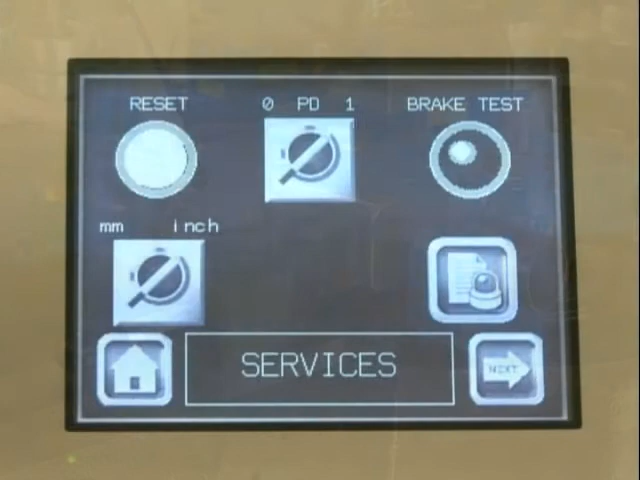 RESET
0 PD 1
BRAKE TEST
mm inch
SERVICES
NEXT